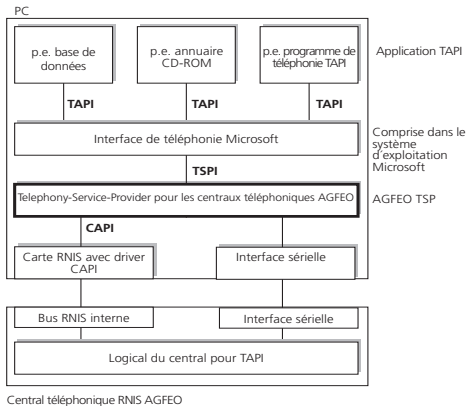 PC
p.e. base de
données
p.e. annuaire
CD-ROM
p.e. programme de
téléphonie TAPI
Application TAPI
TAPI
TAPI
TAPI
Interface de téléphonie Microsoft
Comprise dans le
système
d'exploitation
Microsoft
TSPI
Telephony-Service-Provider pour les centraux téléphoniques AGFEO
AGFEO TSP
CAPI
Carte RNIS avec driver
CAPI
Interface sérielle
Bus RNIS interne
Interface sérielle
Logical du central pour TAPI
Central téléphonique RNIS AGFEO